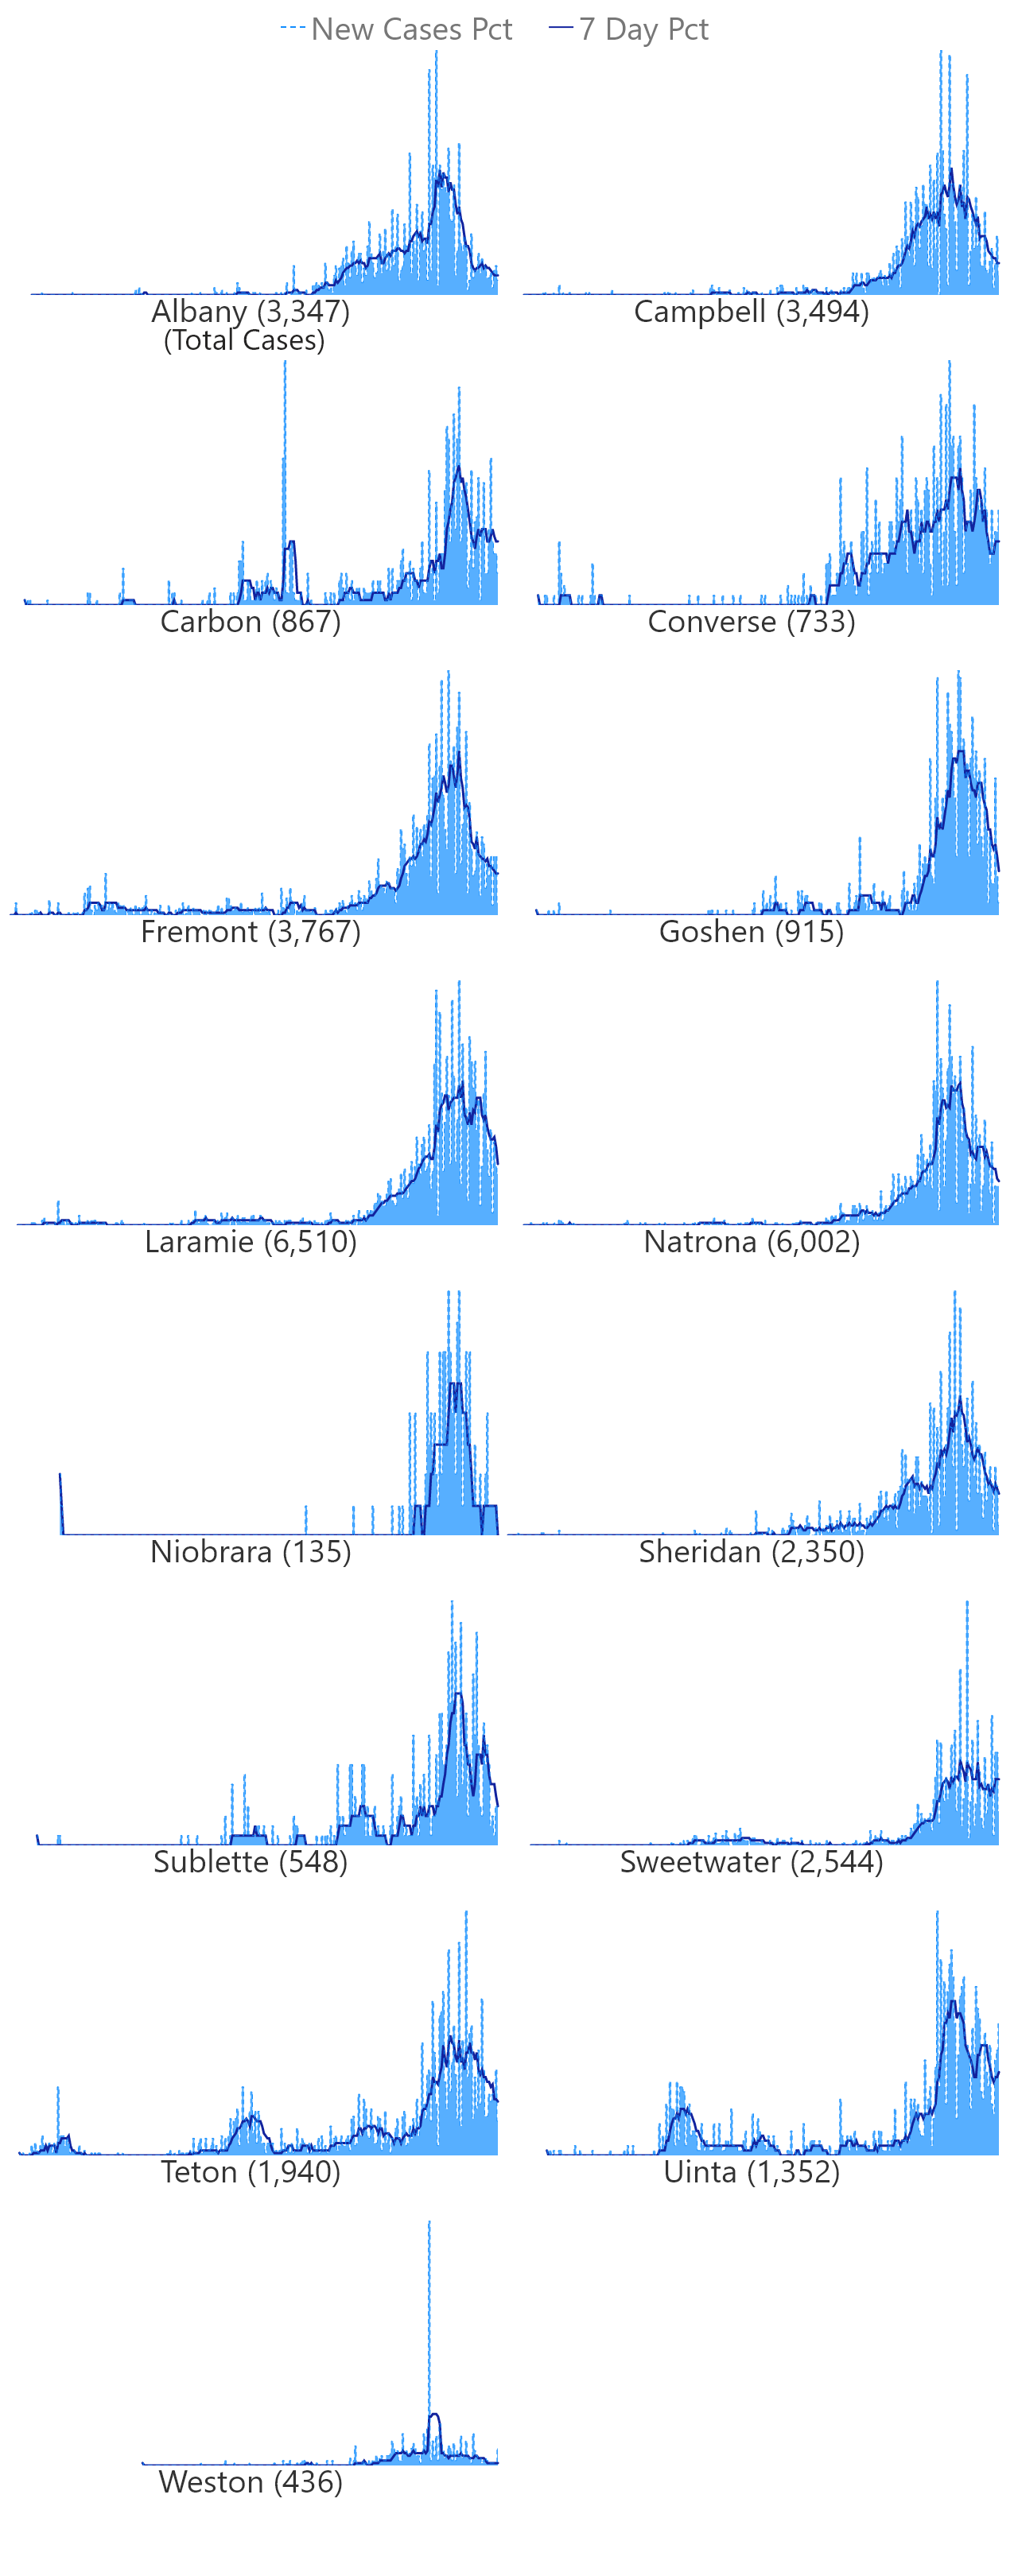 New Cases Pct 7 Day Pct
Albany (3,347)
(Total Cases)
Campbell (3,494)
Carbon (867)
Converse (733)
Fremont (3,767)
Goshen (915)
Laramie (6,510)
Natrona (6,002)
Niobrara (135)
Sheridan (2,350)
Sublette (548)
Sweetwater (2,544)
Teton (1,940)
Uinta (1,352)
Weston (436)